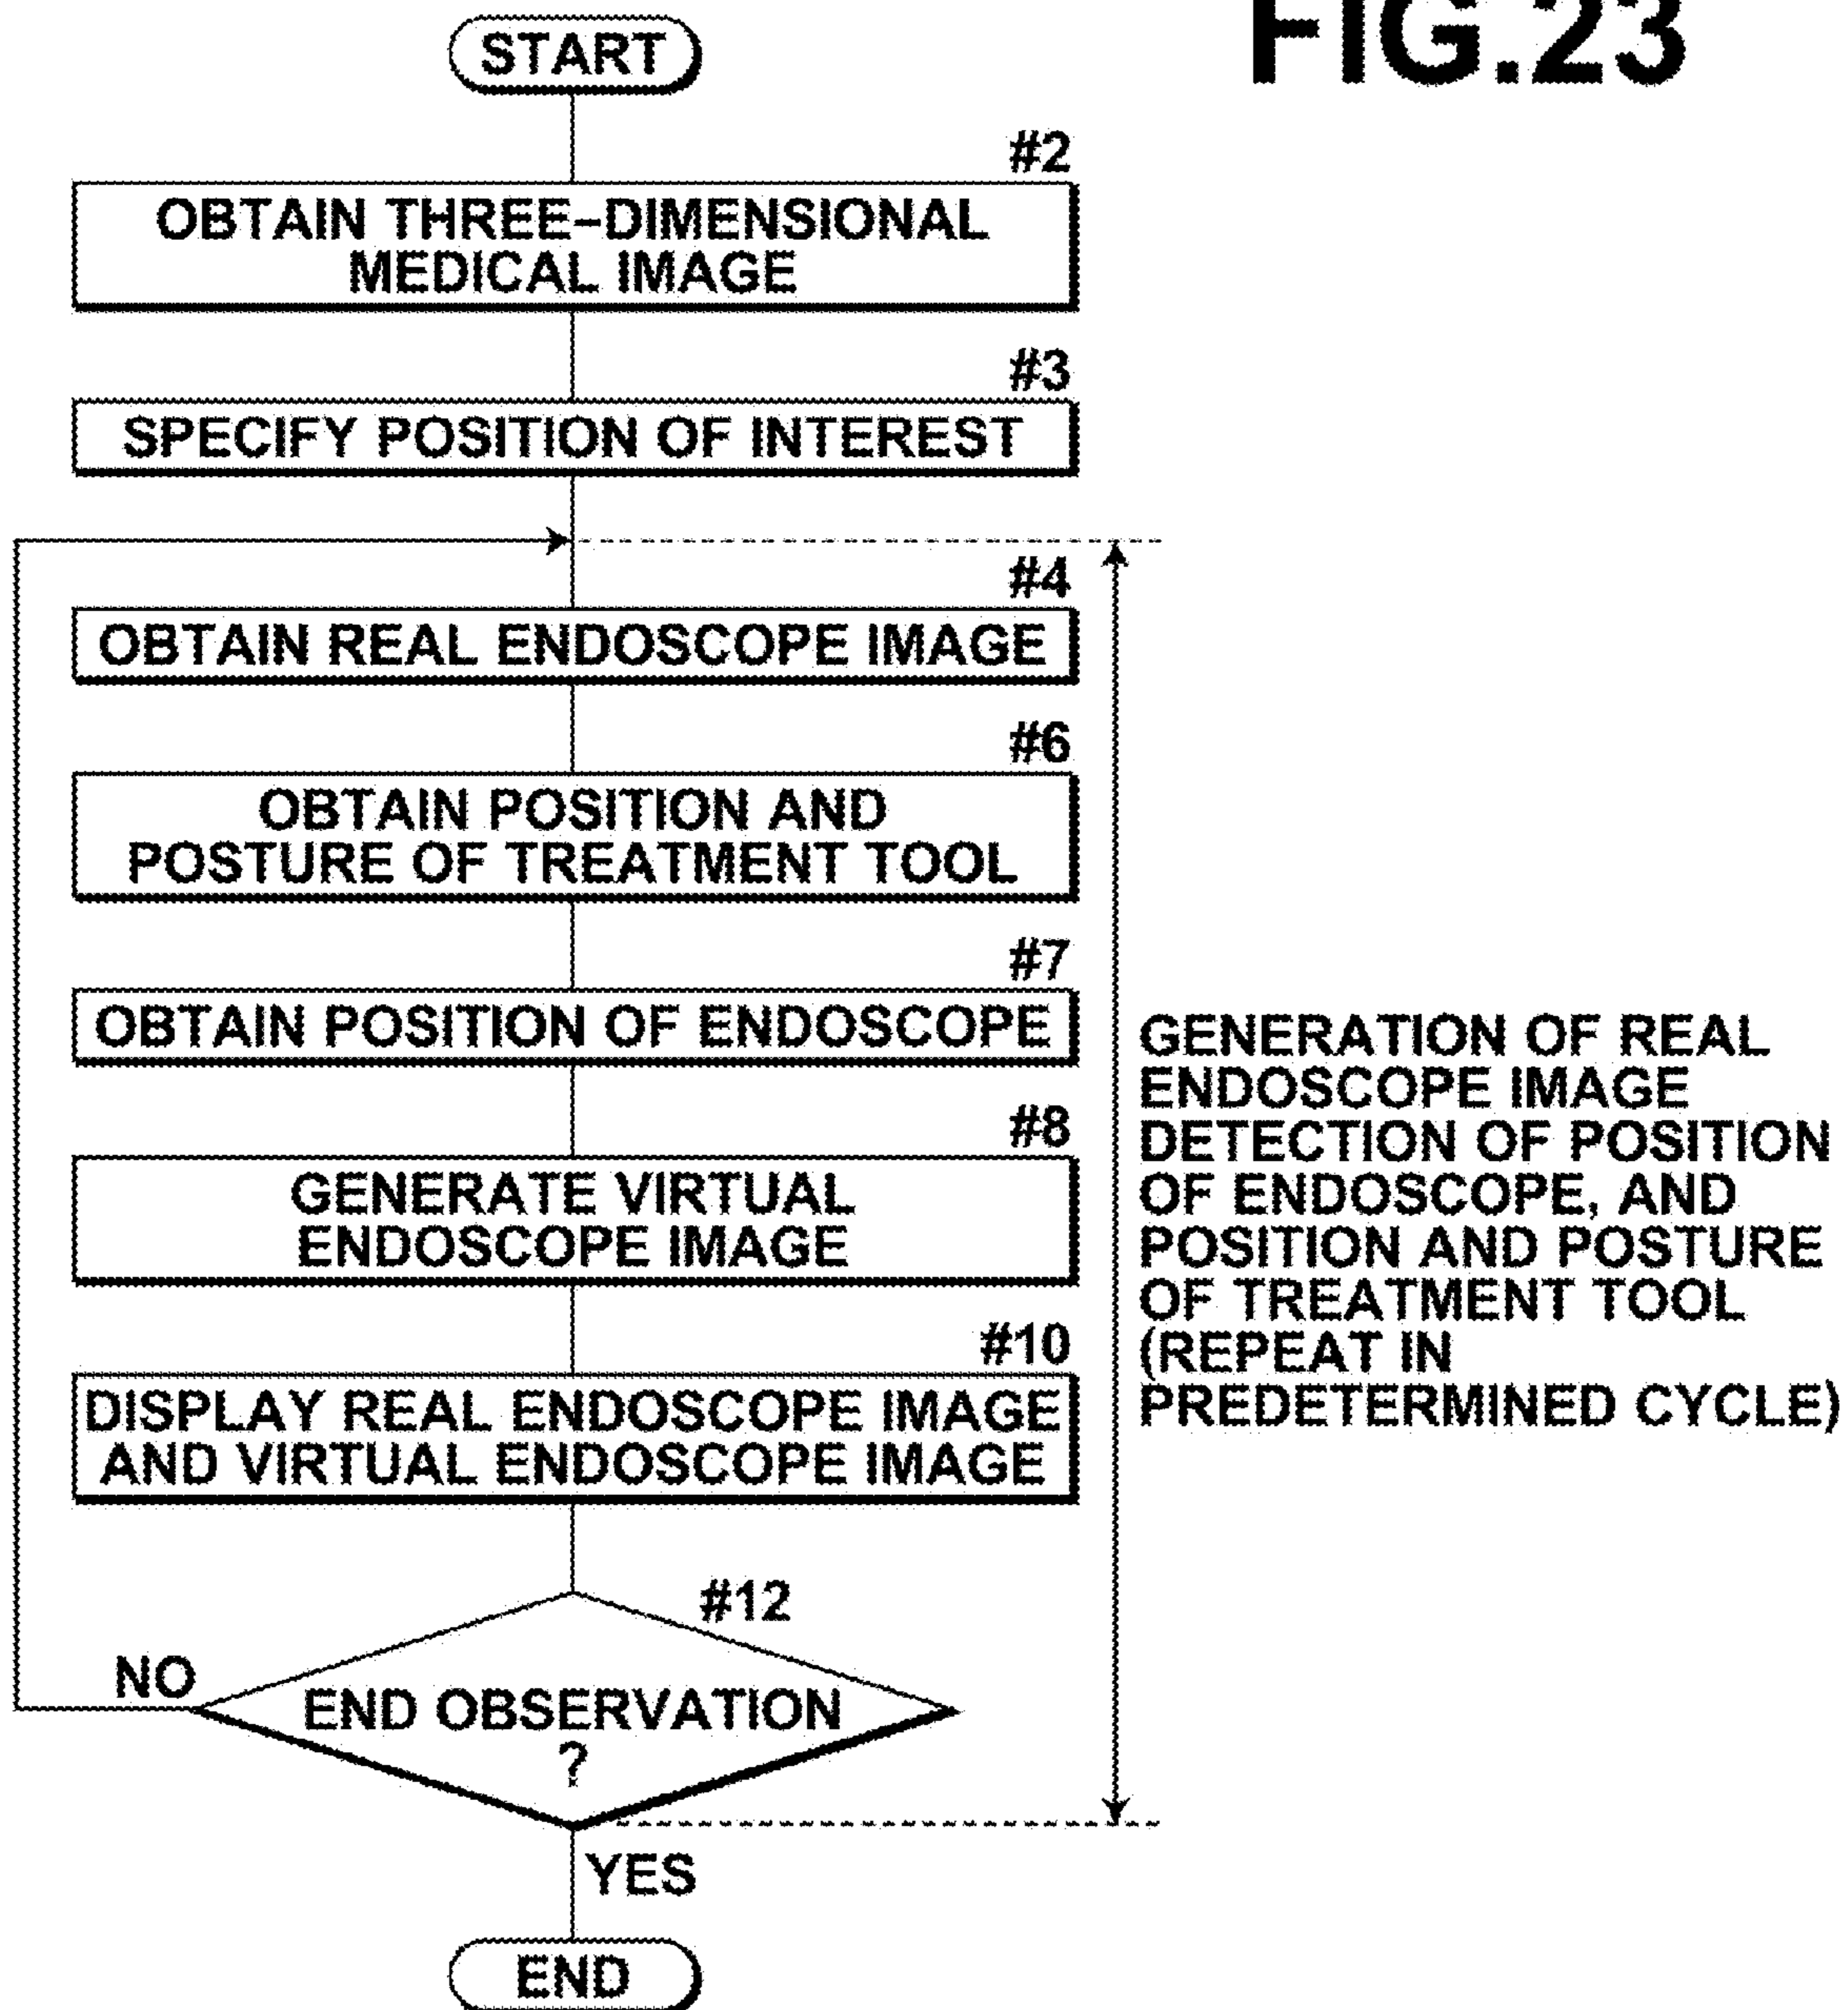 FIG.23
START
#2
OBTAIN THREE-DIMENSIONAL
MEDICAL IMAGE
#3
SPECIFY POSITION OF INTEREST
#4
OBTAIN REAL ENDOSCOPE IMAGE
#6
OBTAIN POSITION AND
POSTURE OF TREATMENT TOOL
#7
OBTAIN POSITION OF ENDOSCOPE
#8
GENERATE VIRTUAL
ENDOSCOPE IMAGE
#10
DISPLAY REAL ENDOSCOPE IMAGE
AND VIRTUAL ENDOSCOPE IMAGE
#12
NO
END OBSERVATION
?
YES
END
GENERATION OF REAL
ENDOSCOPE IMAGE
DETECTION OF POSITION
OF ENDOSCOPE, AND
POSITION AND POSTURE
OF TREATMENT TOOL
(REPEAT IN
PREDETERMINED CYCLE)